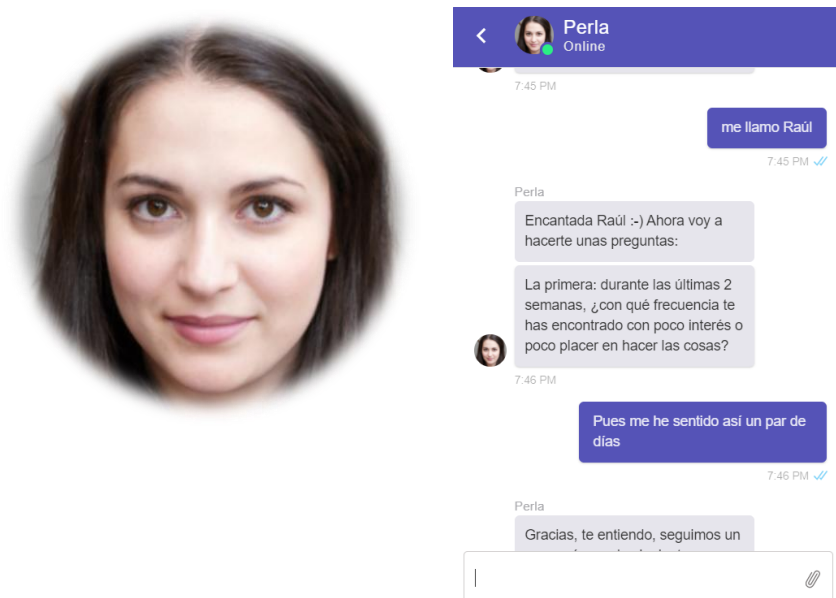 Perla
Online
7:45 PM
me llamo Raúl
7:45 PM
Perla
Encantada Raúl :-) Ahora voy a
hacerte unas preguntas:
La primera: durante las últimas 2
semanas, ¿con qué frecuencia te
has encontrado con poco interés o
poco placer en hacer las cosas?
7:46 PM
Pues me he sentido así un par de
días
7:46 PM
Perla
Gracias, te entiendo, seguimos un